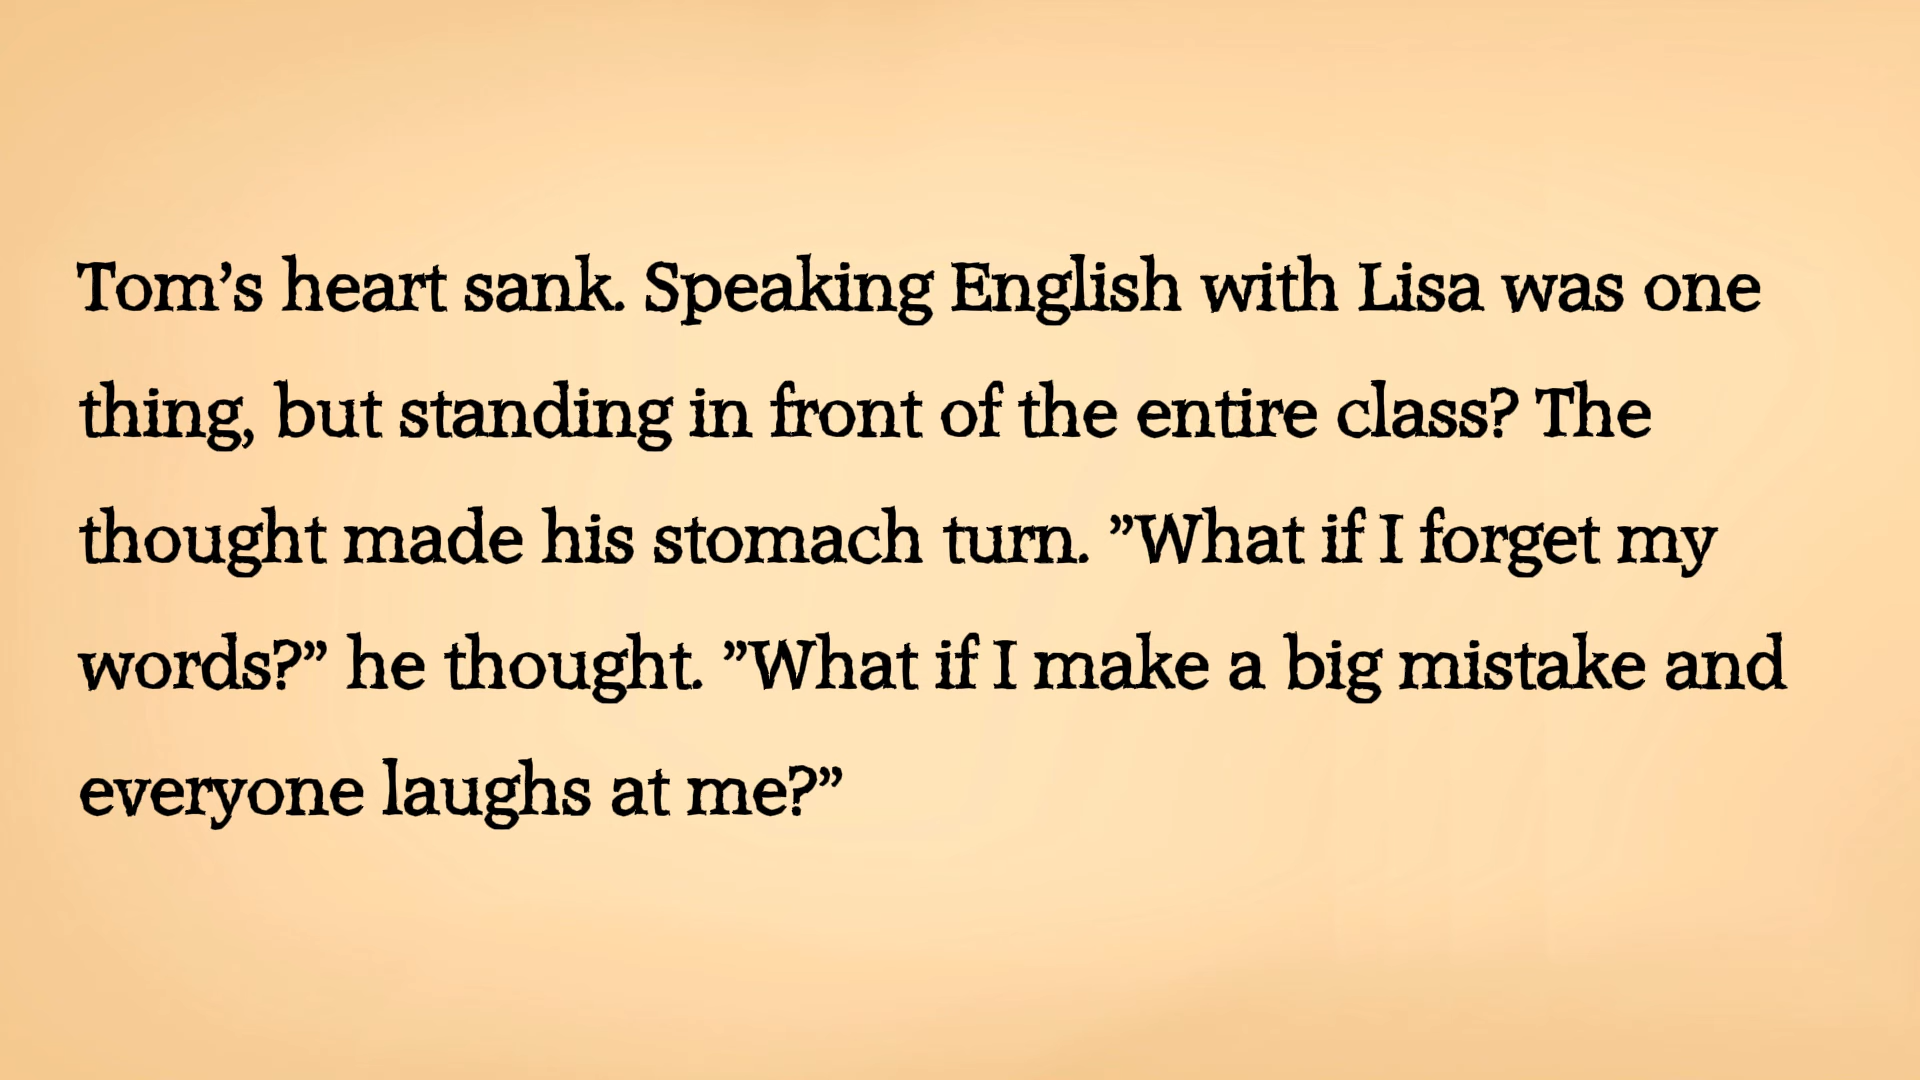 Tom’s heart sank. Speaking English with Lisa was one
thing, but standing in front of the entire class? The
thought made his stomach turn. ”What if I forget my
words?” he thought. ”What if I make a big mistake and
everyone laughs at me?”